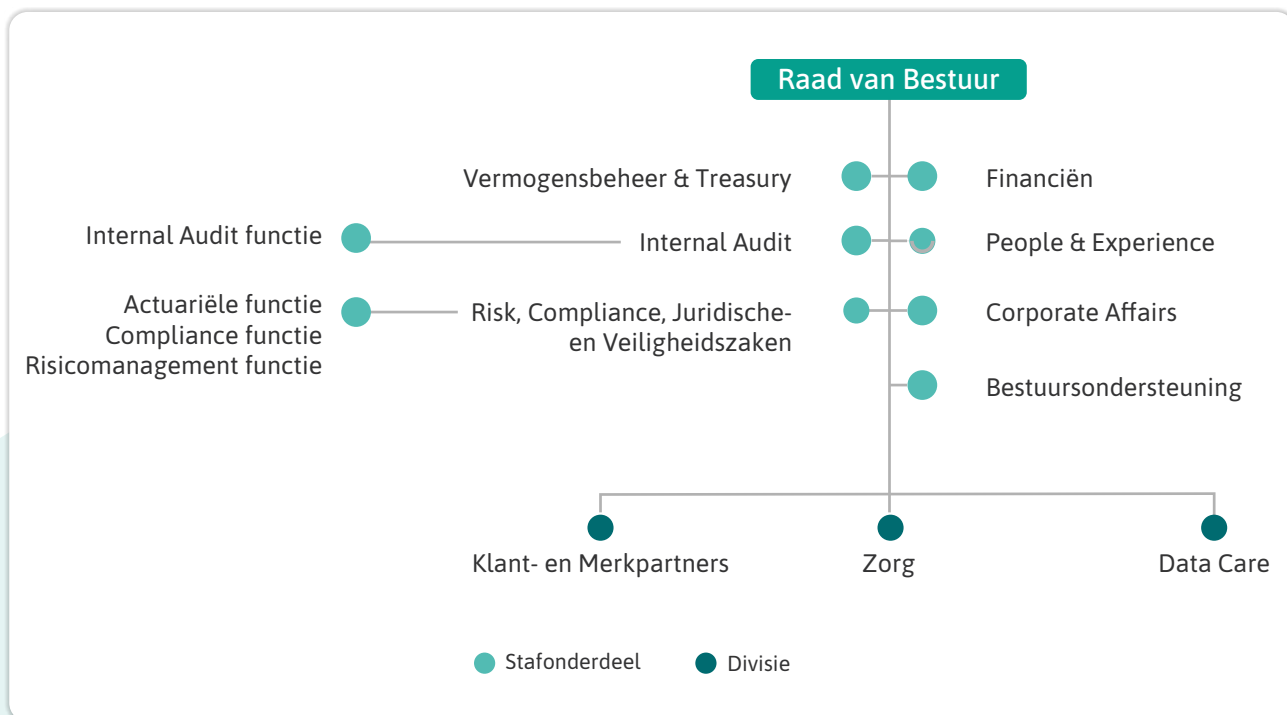 Raad van Bestuur
Vermogensbeheer & Treasury
Financiën
Internal Audit functie
Internal Audit
People & Experience
Actuariële functie
Compliance functie
Risicomanagement functie
Risk, Compliance, Juridische-
en Veiligheidszaken
Corporate Affairs
Bestuursondersteuning
Klant- en Merkpartners
Zorg
Data Care
Stafonderdeel
Divisie